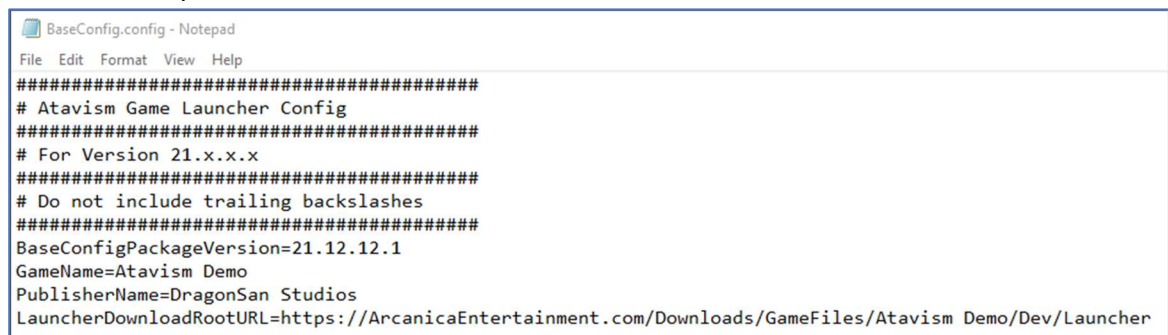 BaseConfig.config - Notepad
File Edit Format View Help
##########################################
# Atavism Game Launcher Config
##########################################
# For Version 21.x.x.x
##########################################
# Do not include trailing backslashes
##########################################
BaseConfigPackageVersion=21.12.12.1
GameName=Atavism Demo
PublisherName=DragonSan Studios
LauncherDownloadRootURL=https://ArcanicaEntertainment.com/Downloads/GameFiles/Atavism Demo/Dev/Launcher